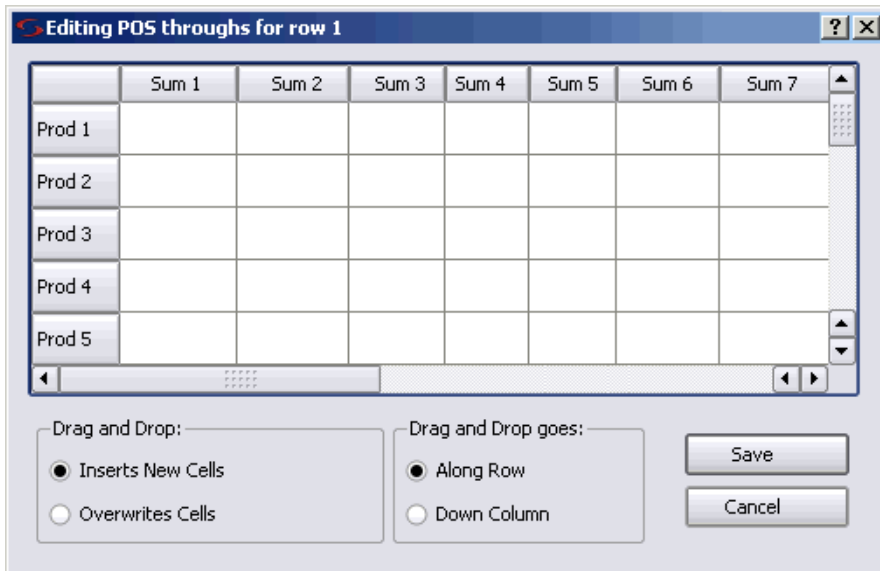 Editing POS throughs for row 1
Sum 1 Sum 2 Sum 3 Sum 4 Sum 5 Sum 6 Sum 7
Prod 1
Prod 2
Prod 3
Prod 4
Prod 5
Drag and Drop:
Inserts New Cells
Overwrites Cells
Drag and Drop goes:
Along Row
Down Column
Save
Cancel